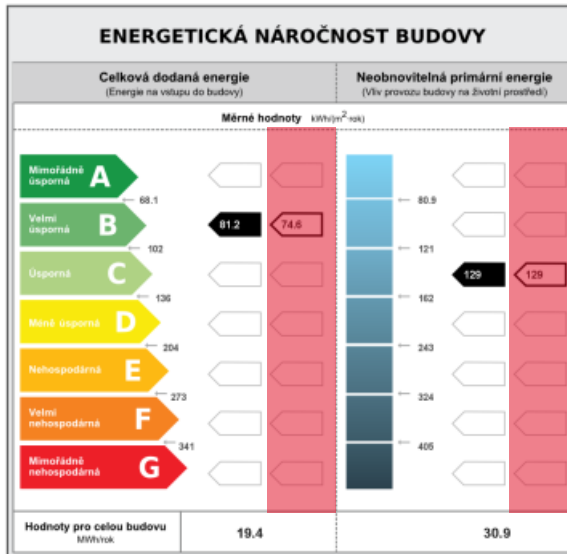 ENERGETICKÁ NÁROČNOST BUDOVY
Celková dodaná energie
(Energie na vstupu do budovy)
Neobnovitelná primární energie
(Vliv provozu budovy na životní prostředí)
Měrné hodnoty kWh/(m²·rok)
Mimořádně
úsporná
A
68.1
80.9
Velmi
úsporná
B
81.2
74.6
102
121
Úsporná
C
129
129
136
162
Méně úsporná
D
204
243
Nehospodárná
E
273
324
Velmi
nehospodárná
F
341
405
Mimořádně
nehospodárná
G
Hodnoty pro celou budovu
MWh/rok
19.4
30.9